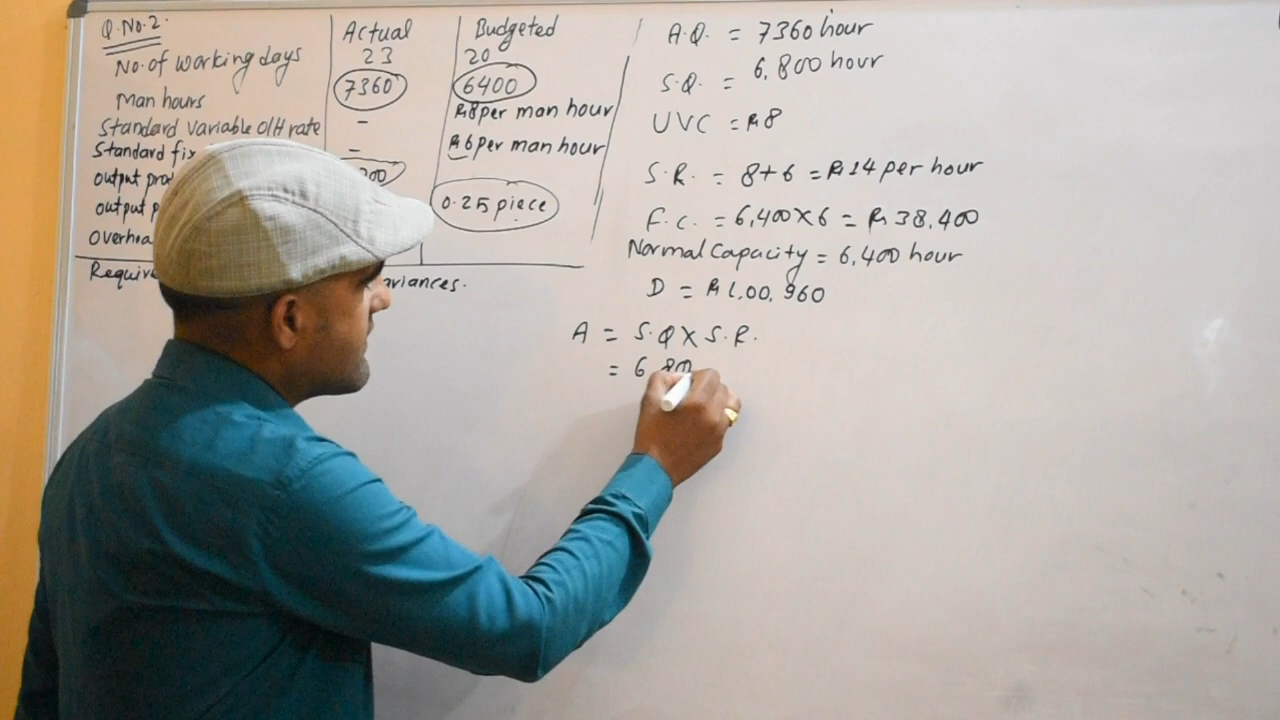 Q.No.2.
Actual Budgeted
No. of working days 23 20
Man hours 7360 6400
Standard variable O/H rate - Rs8 per man hour
Standard fix - Rs6 per man hour
output 00
output 0.25 piece
Overhea
Require ariances.
A.Q. = 7360 hour
S.Q. = 6,800 hour
UVC = Rs8
S.R. = 8+6 = Rs14 per hour
F.C. = 6,400×6 = Rs38,400
Normal Capacity = 6,400 hour
D = Rs1,00,960
A = S.Q × S.R.
= 6,80